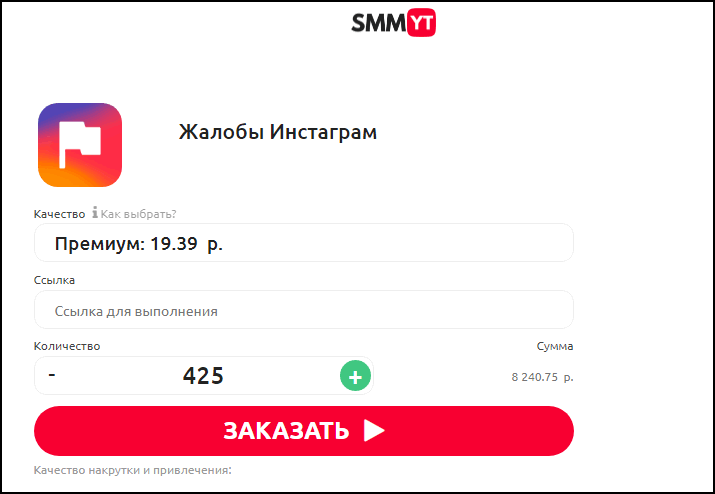 SMMYT
Жалобы Инстаграм
Качество i Как выбрать?
Премиум: 19.39 р.
Ссылка
Ссылка для выполнения
Количество Сумма
- 425 + 8 240.75 р.
ЗАКАЗАТЬ
Качество накрутки и привлечения: